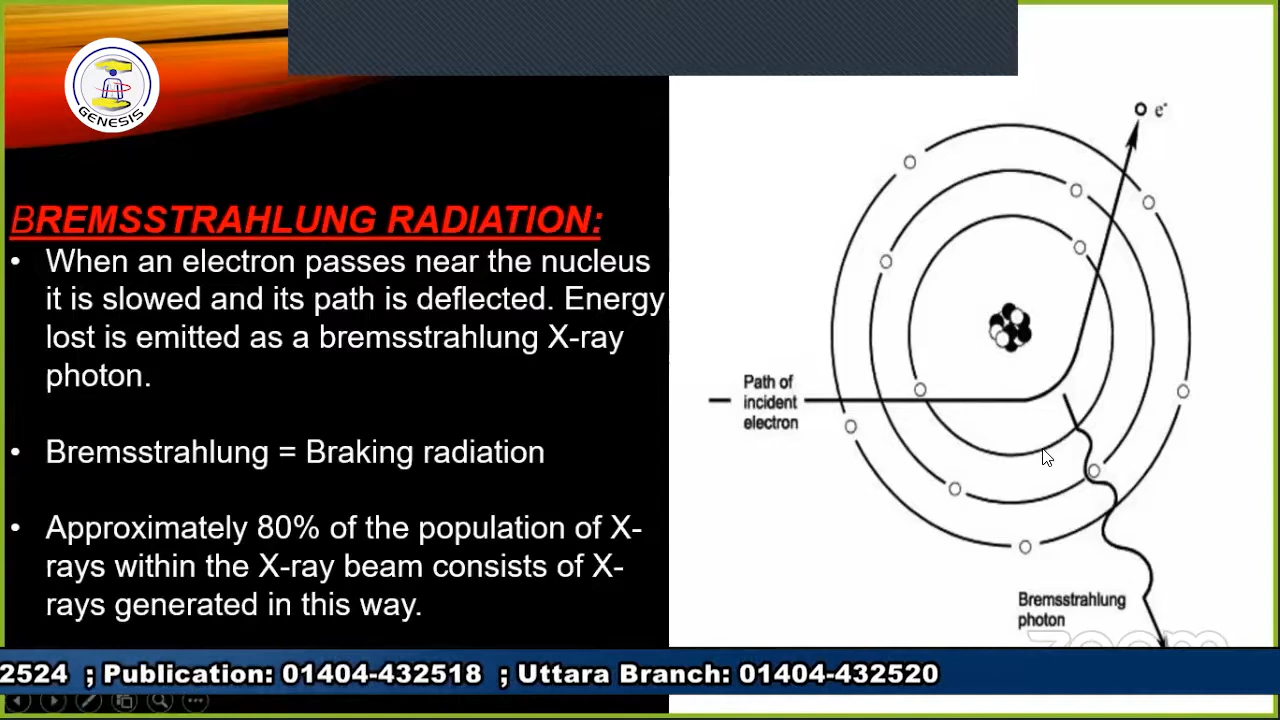 GENESIS
BREMSSTRAHLUNG RADIATION:
• When an electron passes near the nucleus
it is slowed and its path is deflected. Energy
lost is emitted as a bremsstrahlung X-ray
photon.
• Bremsstrahlung = Braking radiation
• Approximately 80% of the population of X-
rays within the X-ray beam consists of X-
rays generated in this way.
e-
Path of
incident
electron
Bremsstrahlung
photon
zoom
2524 ; Publication: 01404-432518 ; Uttara Branch: 01404-432520